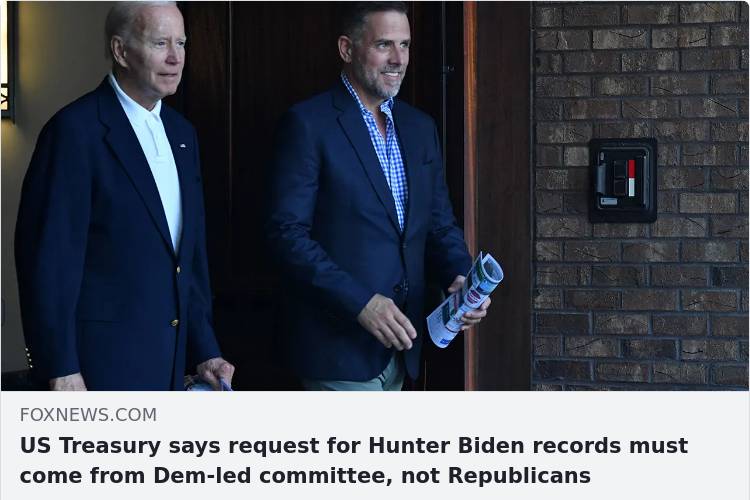 FOXNEWS.COM
US Treasury says request for Hunter Biden records must
come from Dem-led committee, not Republicans